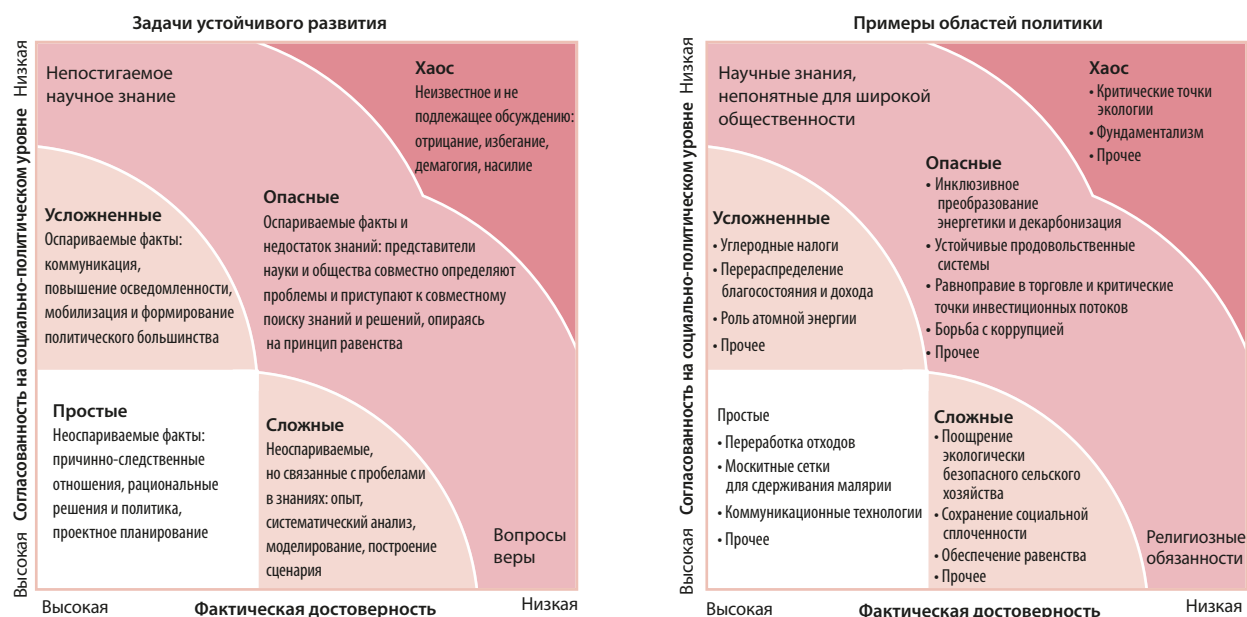 Задачи устойчивого развития
Согласованность на социально-политическом уровне
Низкая
Высокая
Непостигаемое
научное знание
Хаос
Неизвестное и не
подлежащее обсуждению:
отрицание, избегание,
демагогия, насилие
Усложненные
Оспариваемые факты:
коммуникация,
повышение осведомленности,
мобилизация и формирование
политического большинства
Опасные
Оспариваемые факты и
недостаток знаний: представители
науки и общества совместно определяют
проблемы и приступают к совместному
поиску знаний и решений, опираясь
на принцип равенства
Простые
Неоспариваемые факты:
причинно-следственные
отношения, рациональные
решения и политика,
проектное планирование
Сложные
Неоспариваемые,
но связанные с пробелами
в знаниях: опыт,
систематический анализ,
моделирование, построение
сценария
Вопросы
веры
Высокая
Фактическая достоверность
Низкая
Примеры областей политики
Согласованность на социально-политическом уровне
Низкая
Высокая
Научные знания,
непонятные для широкой
общественности
Хаос
• Критические точки
экологии
• Фундаментализм
• Прочее
Усложненные
• Углеродные налоги
• Перераспределение
благосостояния и дохода
• Роль атомной энергии
• Прочее
Опасные
• Инклюзивное
преобразование
энергетики и декарбонизация
• Устойчивые продовольственные
системы
• Равноправие в торговле и критические
точки инвестиционных потоков
• Борьба с коррупцией
• Прочее
Простые
• Переработка отходов
• Москитные сетки
для сдерживания малярии
• Коммуникационные технологии
• Прочее
Сложные
• Поощрение
экологически
безопасного сельского
хозяйства
• Сохранение социальной
сплоченности
• Обеспечение равенства
• Прочее
Религиозные
обязанности
Высокая
Фактическая достоверность
Низкая